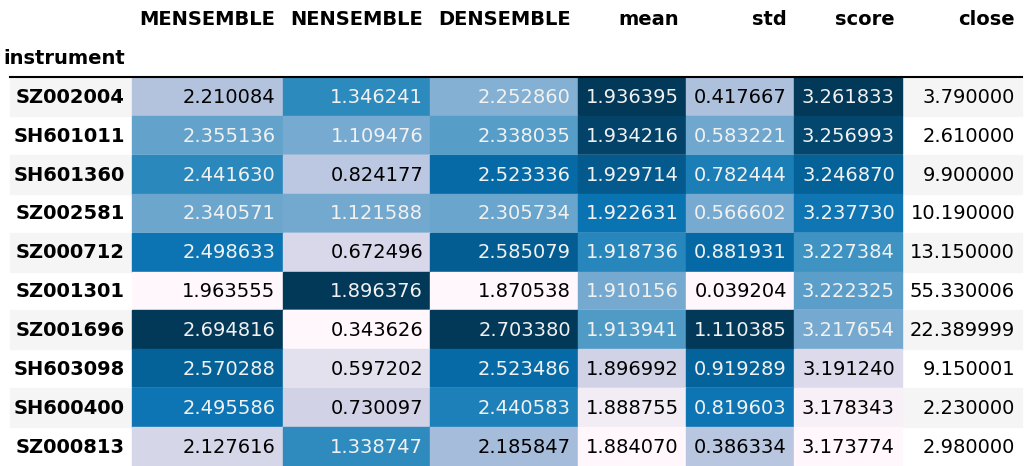 MENSEMBLE NENSEMBLE DENSEMBLE mean std score close
instrument
SZ002004 2.210084 1.346241 2.252860 1.936395 0.417667 3.261833 3.790000
SH601011 2.355136 1.109476 2.338035 1.934216 0.583221 3.256993 2.610000
SH601360 2.441630 0.824177 2.523336 1.929714 0.782444 3.246870 9.900000
SZ002581 2.340571 1.121588 2.305734 1.922631 0.566602 3.237730 10.190000
SZ000712 2.498633 0.672496 2.585079 1.918736 0.881931 3.227384 13.150000
SZ001301 1.963555 1.896376 1.870538 1.910156 0.039204 3.222325 55.330006
SZ001696 2.694816 0.343626 2.703380 1.913941 1.110385 3.217654 22.389999
SH603098 2.570288 0.597202 2.523486 1.896992 0.919289 3.191240 9.150001
SH600400 2.495586 0.730097 2.440583 1.888755 0.819603 3.178343 2.230000
SZ000813 2.127616 1.338747 2.185847 1.884070 0.386334 3.173774 2.980000